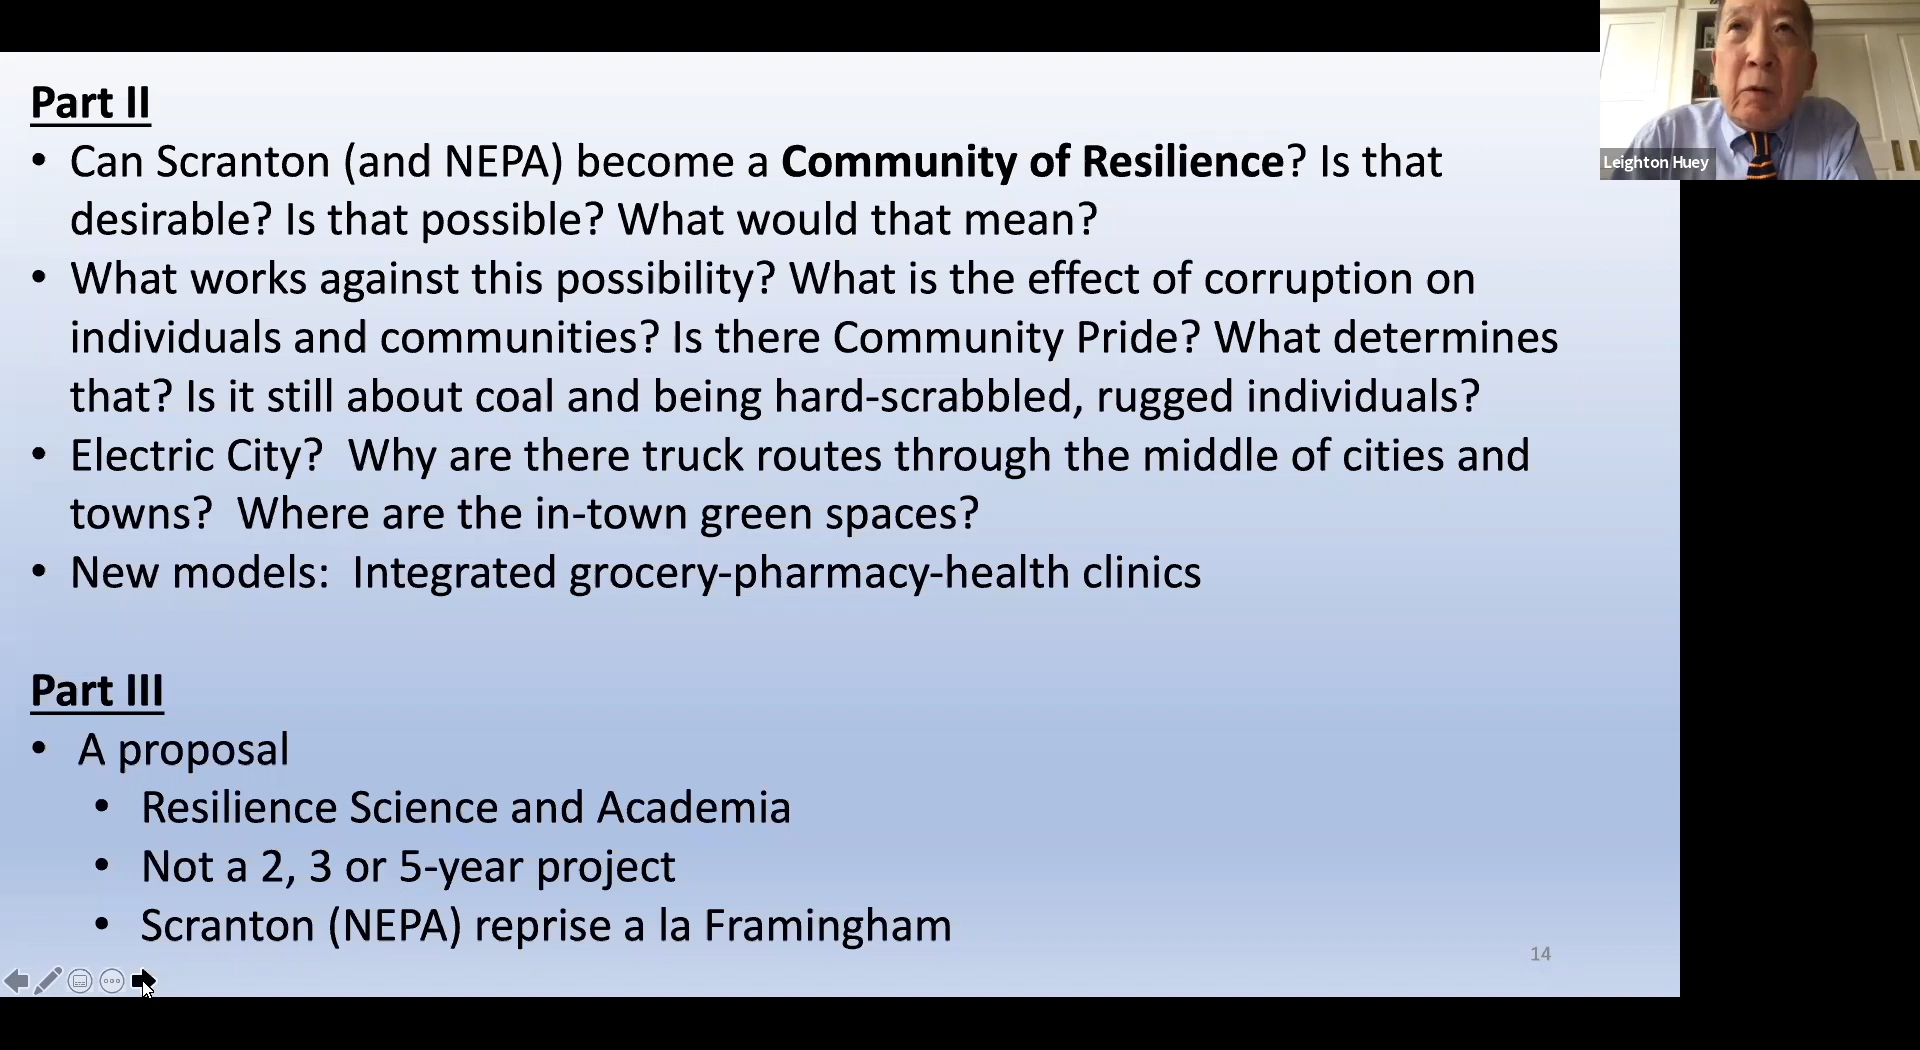 Part II
• Can Scranton (and NEPA) become a Community of Resilience? Is that
desirable? Is that possible? What would that mean?
• What works against this possibility? What is the effect of corruption on
individuals and communities? Is there Community Pride? What determines
that? Is it still about coal and being hard-scrabbled, rugged individuals?
• Electric City?  Why are there truck routes through the middle of cities and
towns?  Where are the in-town green spaces?
• New models:  Integrated grocery-pharmacy-health clinics
Part III
• A proposal
• Resilience Science and Academia
• Not a 2, 3 or 5-year project
• Scranton (NEPA) reprise a la Framingham
14
Leighton Huey